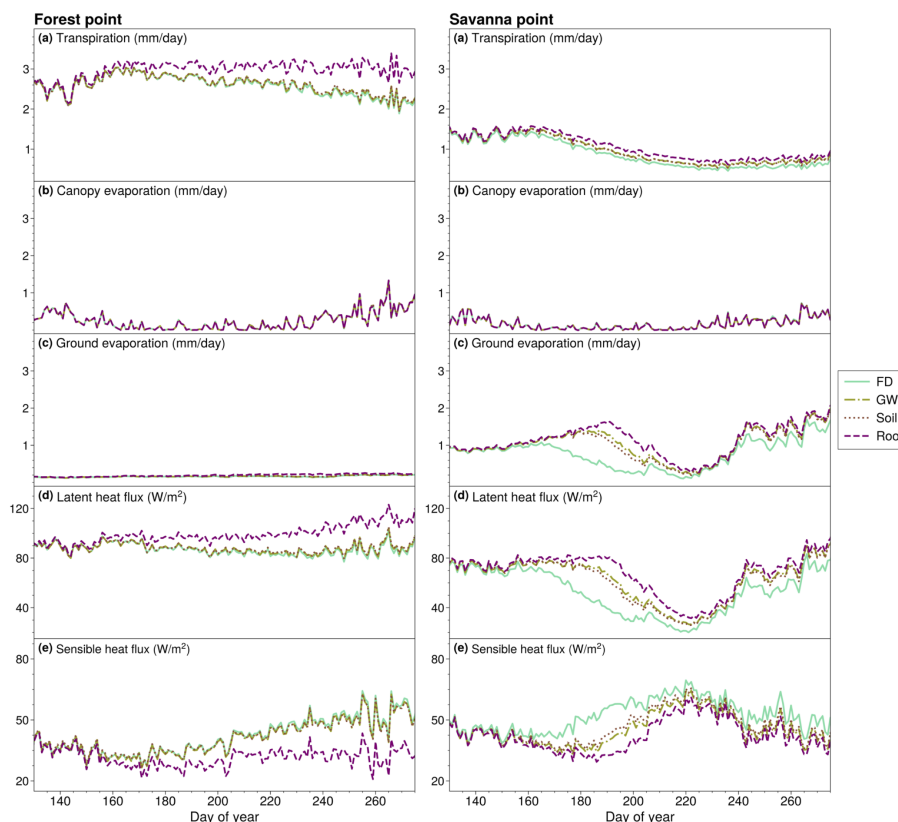 Forest point
(a) Transpiration (mm/day)
3
2
1
(b) Canopy evaporation (mm/day)
3
2
1
(c) Ground evaporation (mm/day)
3
2
1
(d) Latent heat flux (W/m²)
120
80
40
(e) Sensible heat flux (W/m²)
80
50
20
140 160 180 200 220 240 260
Day of year
Savanna point
(a) Transpiration (mm/day)
3
2
1
(b) Canopy evaporation (mm/day)
3
2
1
(c) Ground evaporation (mm/day)
4
3
2
1
(d) Latent heat flux (W/m²)
120
80
40
(e) Sensible heat flux (W/m²)
80
50
20
140 160 180 200 220 240 260
Day of year
FD
GW
Soil
Roo